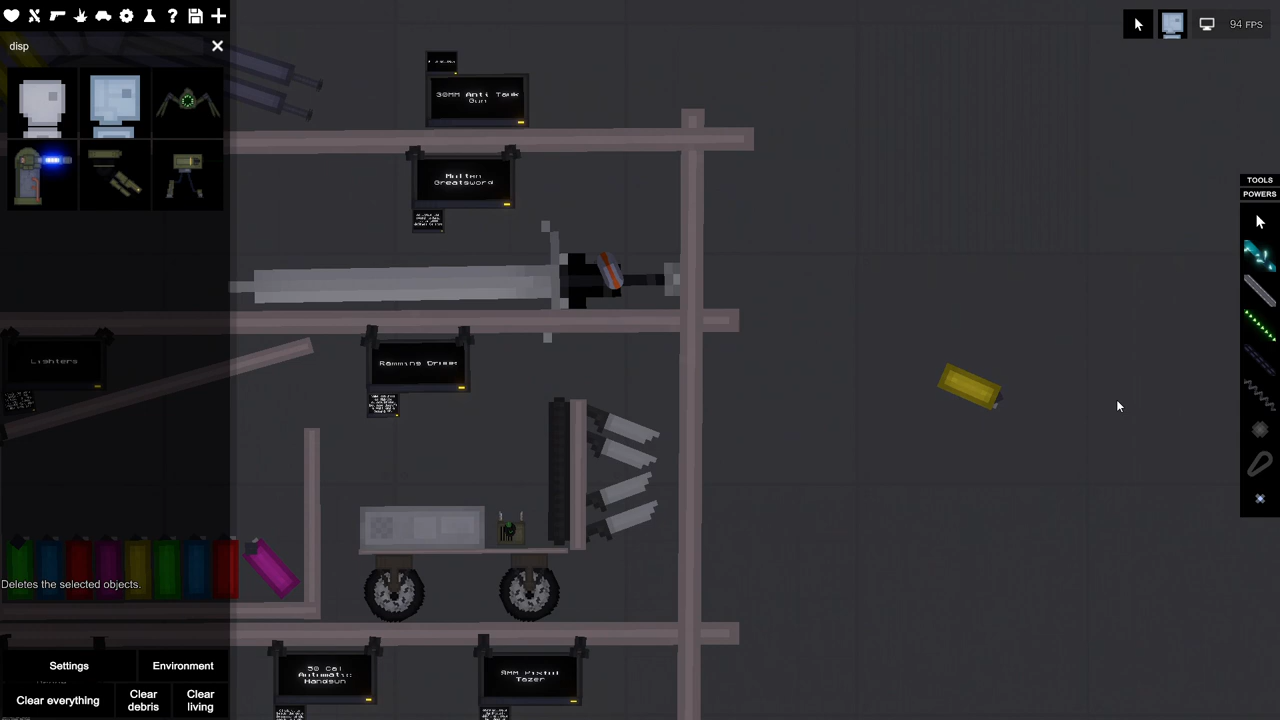 disp
94 FPS
30MM Anti Tank
Gun
Molten
Greatsword
TOOLS
POWERS
Lighters
Ramming Drone
Deletes the selected objects.
Settings
Environment
50 Cal
Automatic
Handgun
9MM Pistol
Tazer
Clear everything
Clear
debris
Clear
living